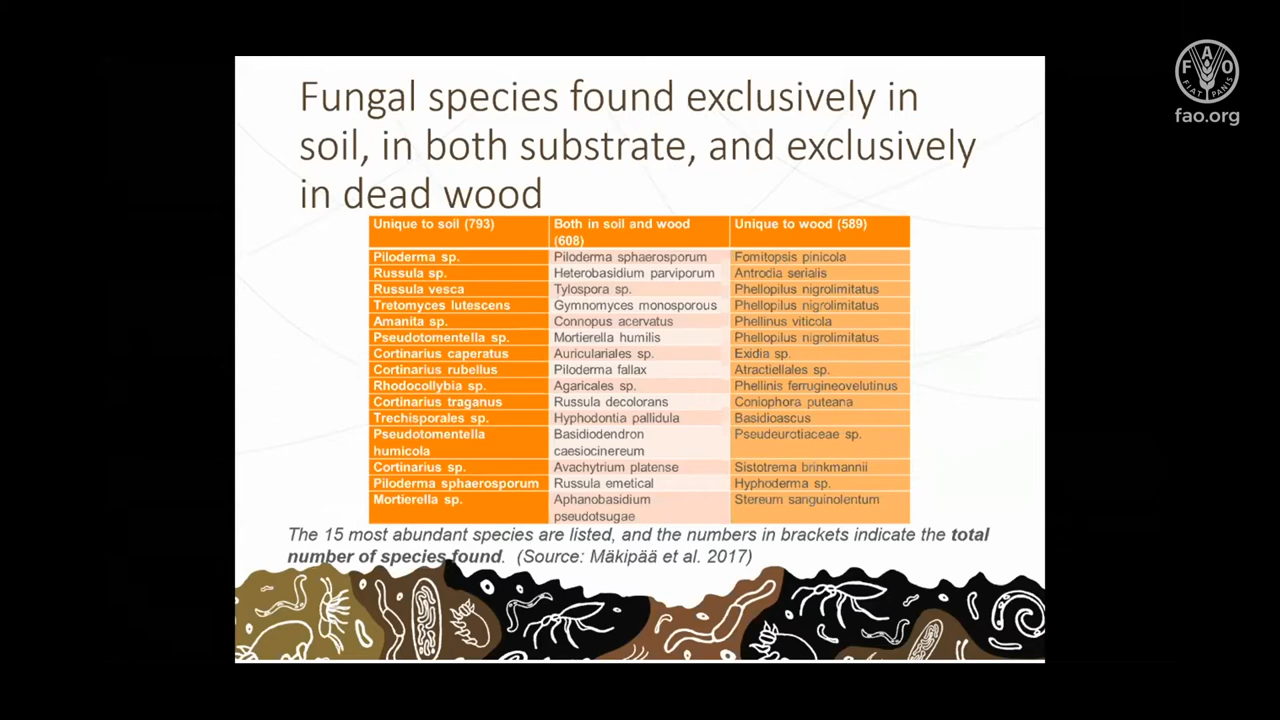 Fungal species found exclusively in
soil, in both substrate, and exclusively
in dead wood
Unique to soil (793) Both in soil and wood (608) Unique to wood (589)
Piloderma sp. Piloderma sphaerosporum Fomitopsis pinicola
Russula sp. Heterobasidium parviporum Antrodia serialis
Russula vesca Tylospora sp. Phellopilus nigrolimitatus
Tretomyces lutescens Gymnomyces monosporous Phellopilus nigrolimitatus
Amanita sp. Connopus acervatus Phellinus viticola
Pseudotomentella sp. Mortierella humilis Phellopilus nigrolimitatus
Cortinarius caperatus Auriculariales sp. Exidia sp.
Cortinarius rubellus Piloderma fallax Atractiellales sp.
Rhodocollybia sp. Agaricales sp. Phellinis ferrugineovelutinus
Cortinarius traganus Russula decolorans Coniophora puteana
Trechisporales sp. Hyphodontia pallidula Basidioascus
Pseudotomentella humicola Basidiodendron caesiocinereum Pseudeurotiaceae sp.
Cortinarius sp. Avachytrium platense Sistotrema brinkmannii
Piloderma sphaerosporum Russula emetical Hyphoderma sp.
Mortierella sp. Aphanobasidium pseudotsugae Stereum sanguinolentum
The 15 most abundant species are listed, and the numbers in brackets indicate the total
number of species found. (Source: Mäkipää et al. 2017)
F A O
FIAT PANIS
fao.org